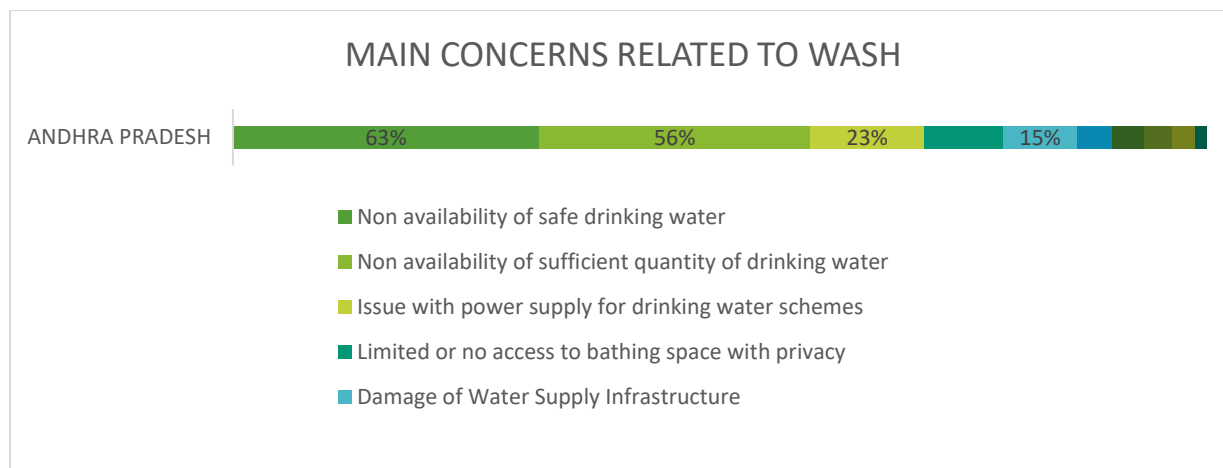 MAIN CONCERNS RELATED TO WASH
ANDHRA PRADESH
63%
56%
23%
15%
Non availability of safe drinking water
Non availability of sufficient quantity of drinking water
Issue with power supply for drinking water schemes
Limited or no access to bathing space with privacy
Damage of Water Supply Infrastructure